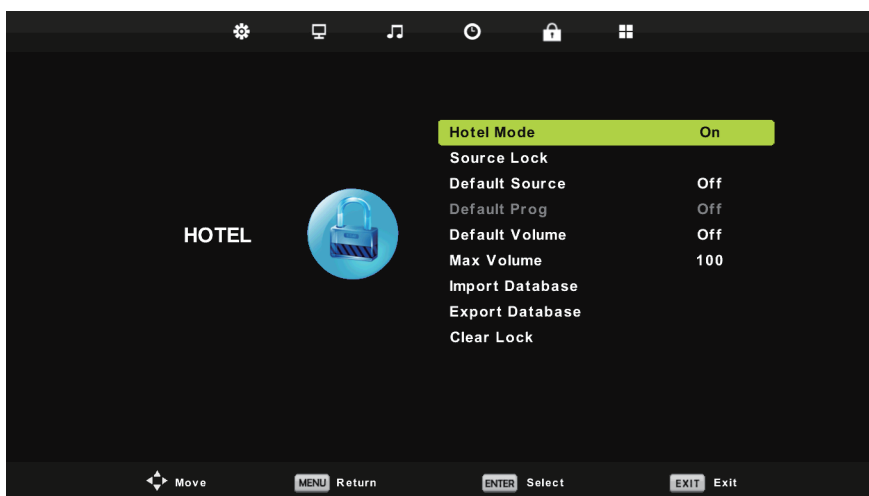 Hotel Mode On
Source Lock
Default Source Off
Default Prog Off
HOTEL
Default Volume Off
Max Volume 100
Import Database
Export Database
Clear Lock
Move MENU Return ENTER Select EXIT Exit